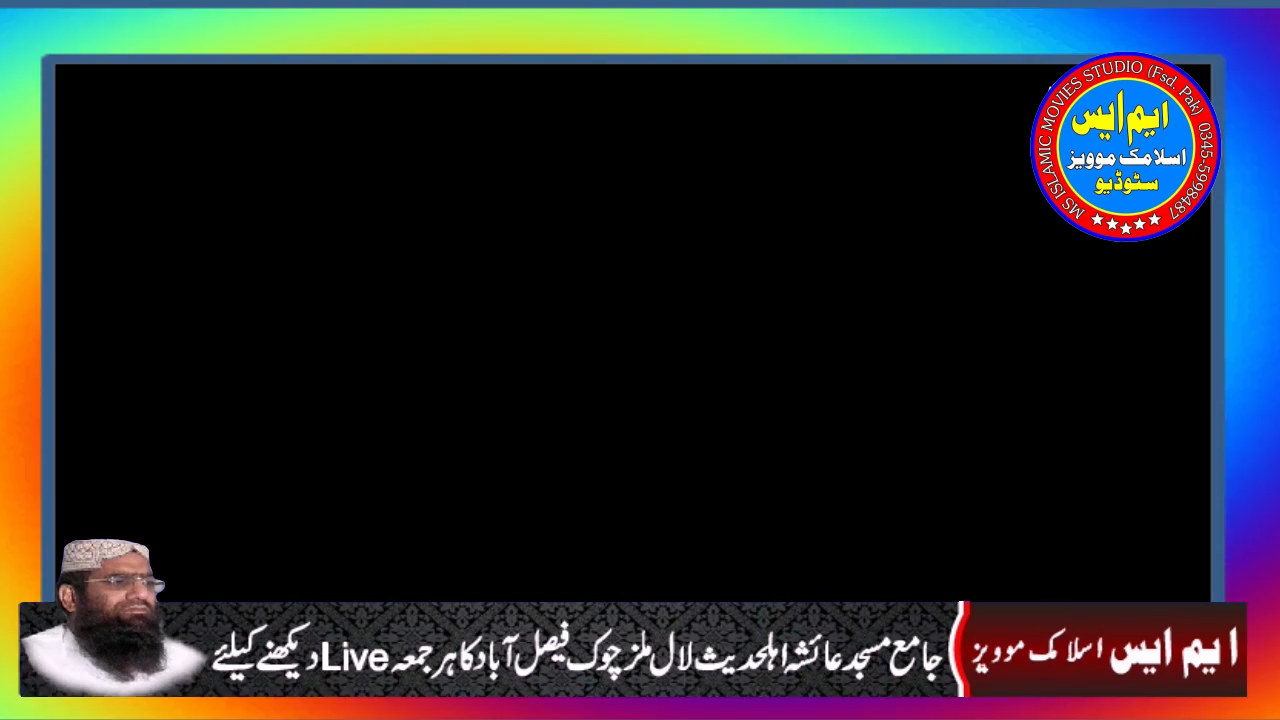 MS ISLAMIC MOVIES STUDIO (Fsd. Pak) 0345-5998487
ایم ایس
اسلامک موویز
سٹوڈیو
ایم ایس اسلامک موویز
جامع مسجد عائشہ اہلحدیث لال ملز چوک فیصل آباد کا ہر جمعہ Live دیکھنے کیلئے